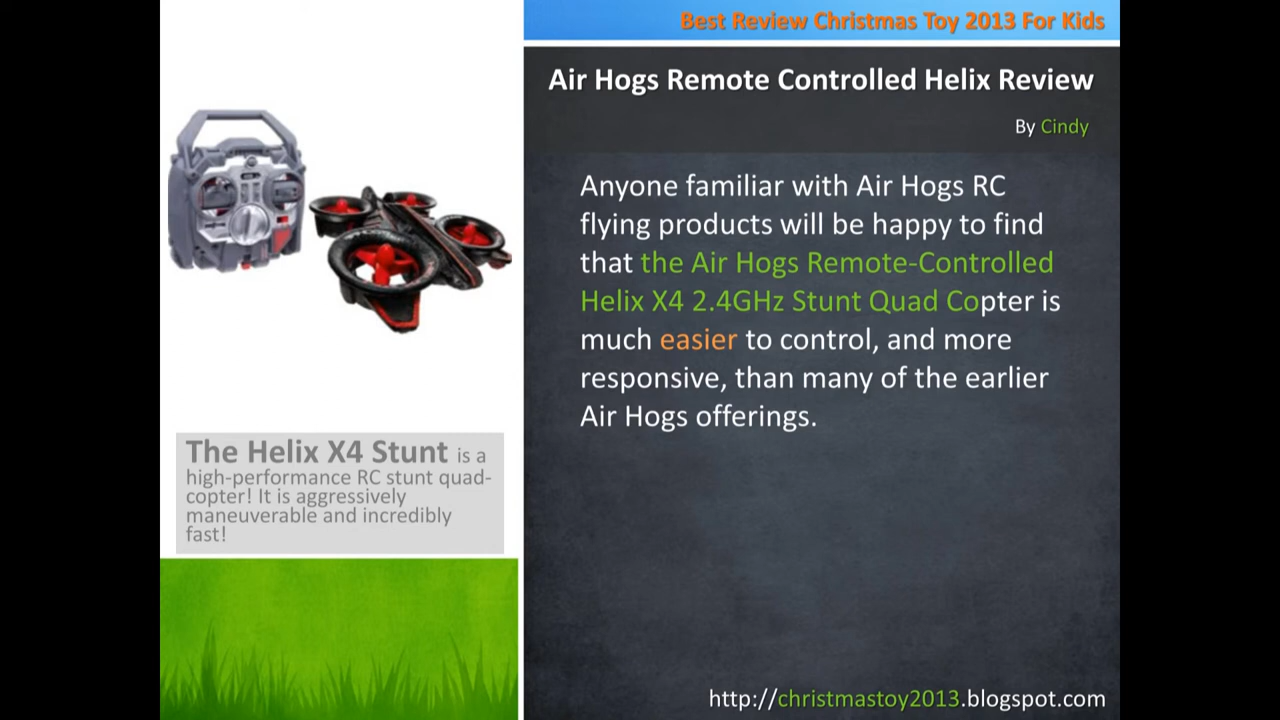 Best Review Christmas Toy 2013 For Kids
Air Hogs Remote Controlled Helix Review
By Cindy
Anyone familiar with Air Hogs RC
flying products will be happy to find
that the Air Hogs Remote-Controlled
Helix X4 2.4GHz Stunt Quad Copter is
much easier to control, and more
responsive, than many of the earlier
Air Hogs offerings.
The Helix X4 Stunt is a
high-performance RC stunt quad-
copter! It is aggressively
maneuverable and incredibly
fast!
http://christmastoy2013.blogspot.com